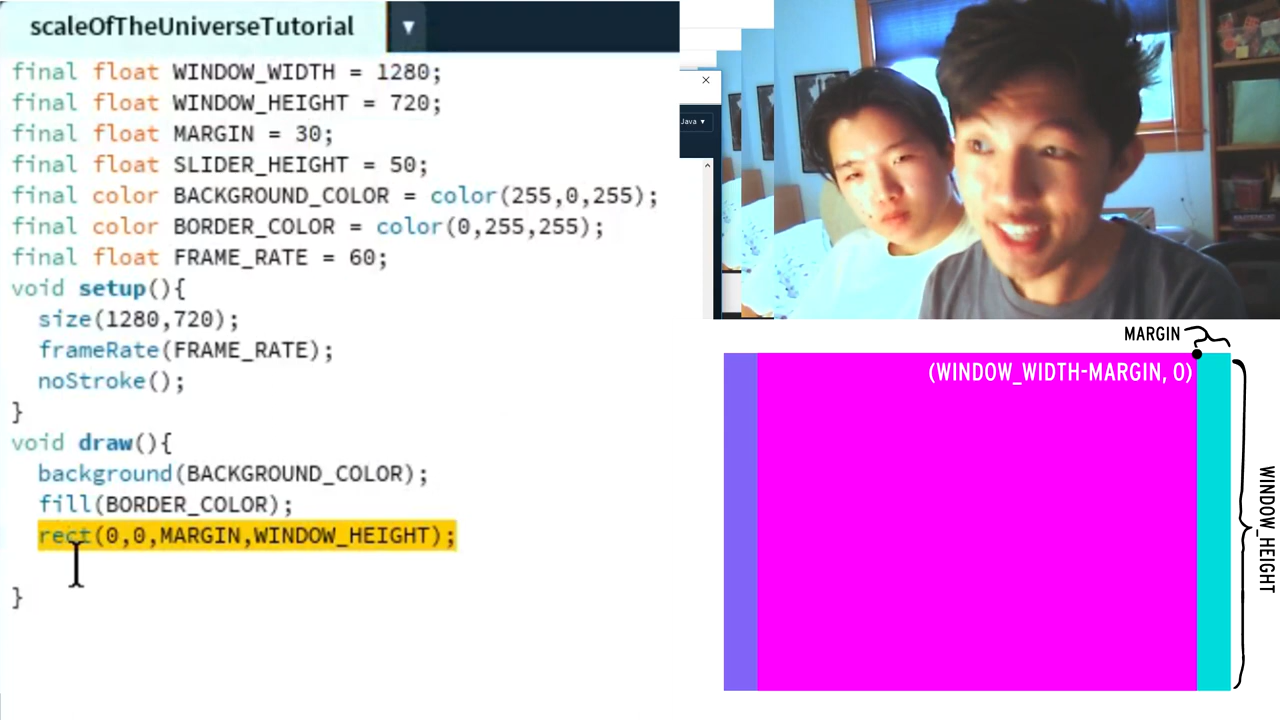 scaleOfTheUniverseTutorial
final float WINDOW_WIDTH = 1280;
final float WINDOW_HEIGHT = 720;
final float MARGIN = 30;
final float SLIDER_HEIGHT = 50;
final color BACKGROUND_COLOR = color(255,0,255);
final color BORDER_COLOR = color(0,255,255);
final float FRAME_RATE = 60;
void setup(){
size(1280,720);
frameRate(FRAME_RATE);
noStroke();
}
void draw(){
background(BACKGROUND_COLOR);
fill(BORDER_COLOR);
rect(0,0,MARGIN,WINDOW_HEIGHT);
}
Java
MARGIN
(WINDOW_WIDTH-MARGIN, 0)
WINDOW_HEIGHT